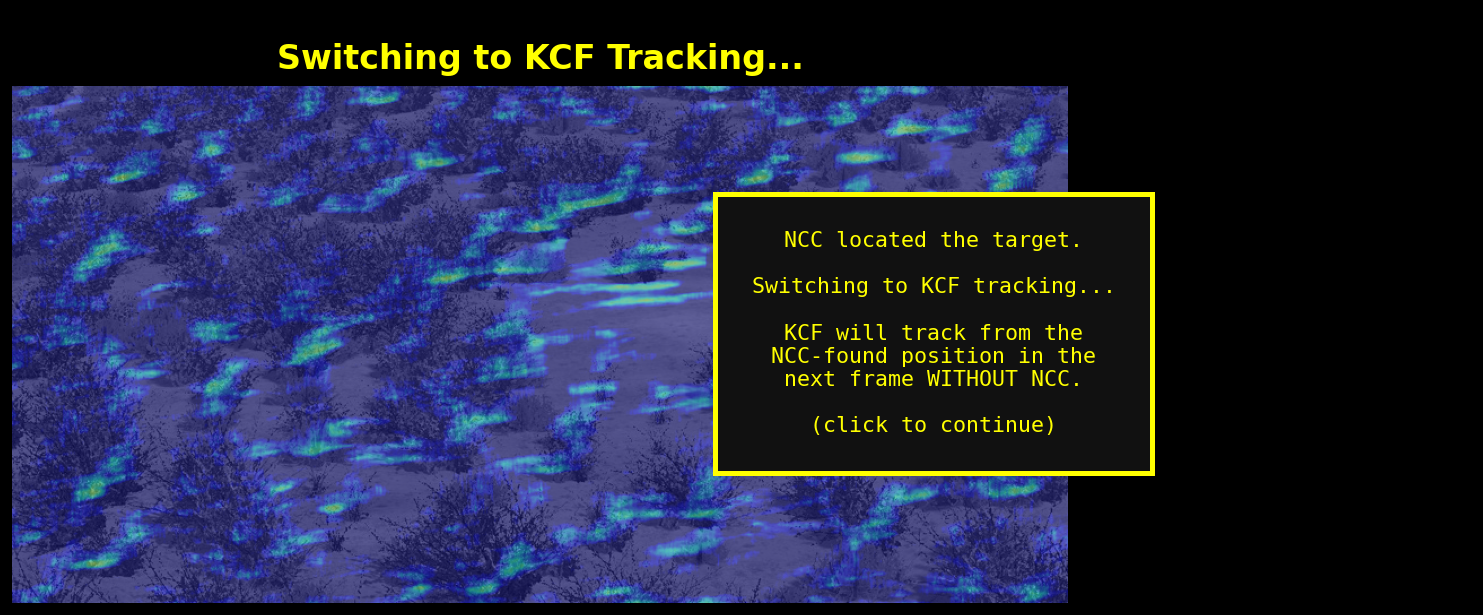 Switching to KCF Tracking...
NCC located the target.
Switching to KCF tracking...
KCF will track from the
NCC-found position in the
next frame WITHOUT NCC.
(click to continue)